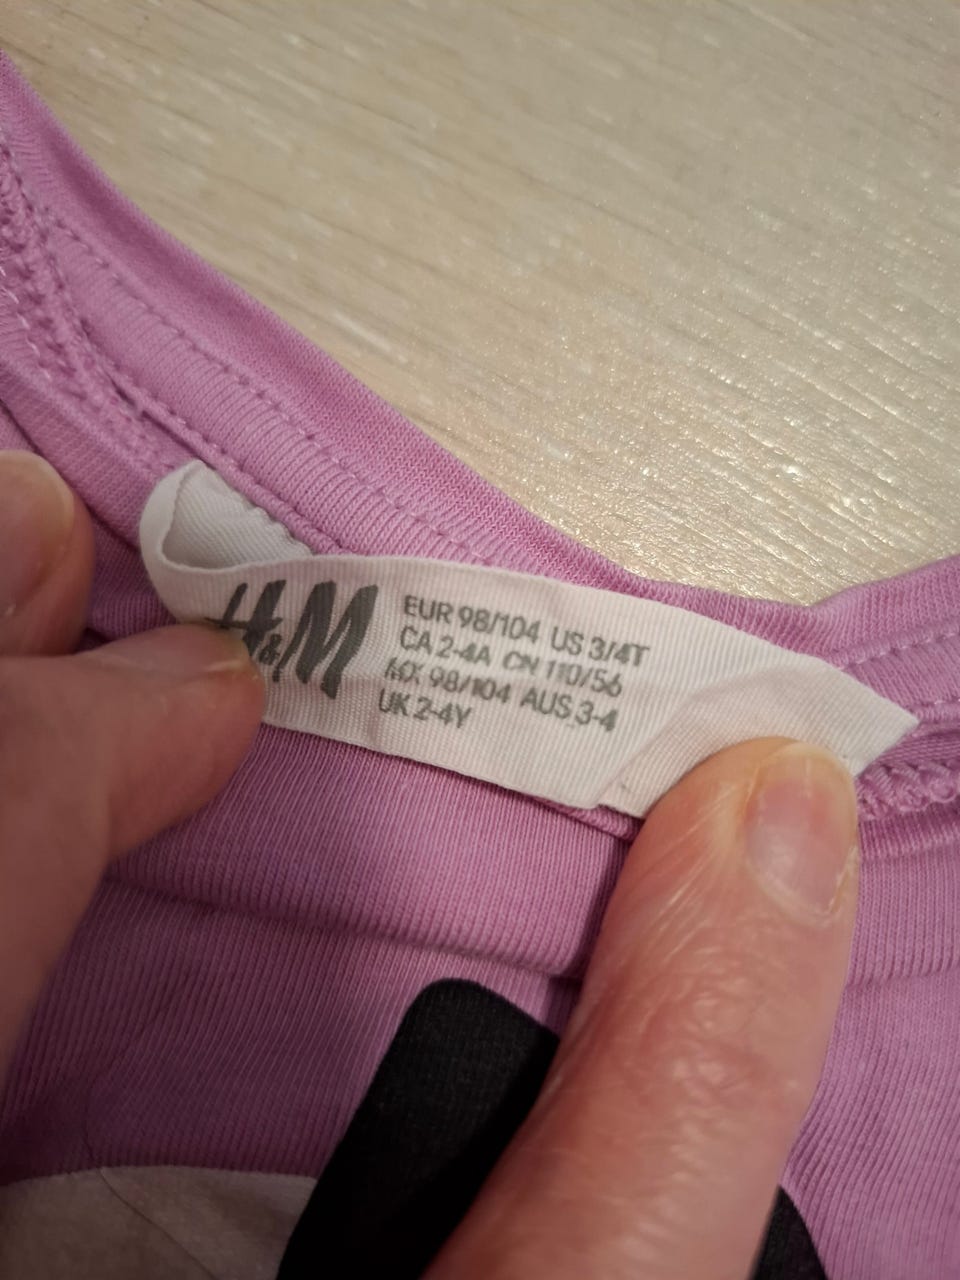 H&M
EUR 98/104 US 3/4T
CA 2-4A CN 110/56
MX 98/104 AUS 3-4
UK 2-4Y